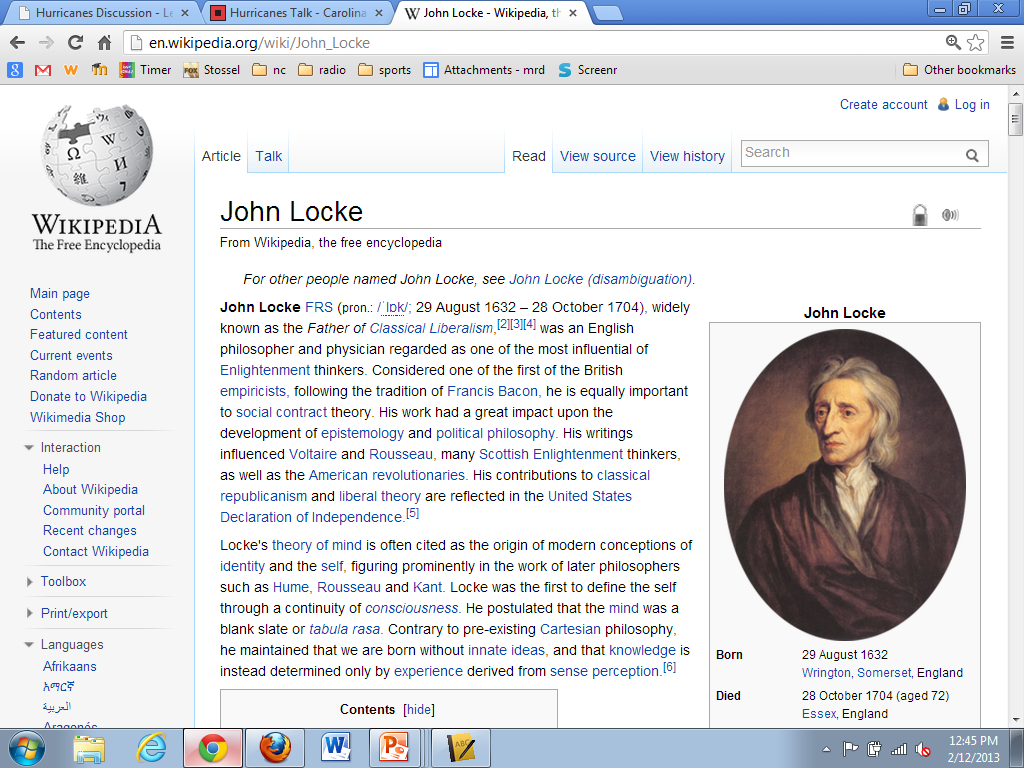 Hurricanes Discussion - Le
Hurricanes Talk - Carolina
John Locke - Wikipedia, th
en.wikipedia.org/wiki/John_Locke
Timer
Stossel
nc
radio
sports
Attachments - mrd
Screenr
Other bookmarks
Create account
Log in
Article
Talk
Read
View source
View history
Search
WIKIPEDIA
The Free Encyclopedia
Main page
Contents
Featured content
Current events
Random article
Donate to Wikipedia
Wikimedia Shop
Interaction
Help
About Wikipedia
Community portal
Recent changes
Contact Wikipedia
Toolbox
Print/export
Languages
Afrikaans
አማርኛ
العربية
Aragonés
John Locke
From Wikipedia, the free encyclopedia
For other people named John Locke, see John Locke (disambiguation).
John Locke FRS (pron.: /ˈlɒk/; 29 August 1632 – 28 October 1704), widely
known as the Father of Classical Liberalism,[2][3][4] was an English
philosopher and physician regarded as one of the most influential of
Enlightenment thinkers. Considered one of the first of the British
empiricists, following the tradition of Francis Bacon, he is equally important
to social contract theory. His work had a great impact upon the
development of epistemology and political philosophy. His writings
influenced Voltaire and Rousseau, many Scottish Enlightenment thinkers,
as well as the American revolutionaries. His contributions to classical
republicanism and liberal theory are reflected in the United States
Declaration of Independence.[5]
Locke's theory of mind is often cited as the origin of modern conceptions of
identity and the self, figuring prominently in the work of later philosophers
such as Hume, Rousseau and Kant. Locke was the first to define the self
through a continuity of consciousness. He postulated that the mind was a
blank slate or tabula rasa. Contrary to pre-existing Cartesian philosophy,
he maintained that we are born without innate ideas, and that knowledge is
instead determined only by experience derived from sense perception.[6]
Contents [hide]
John Locke
Born 29 August 1632
Wrington, Somerset, England
Died 28 October 1704 (aged 72)
Essex, England
12:45 PM
2/12/2013